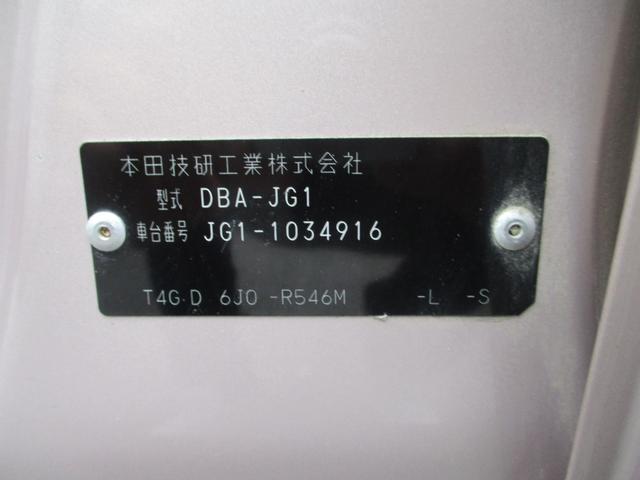 本田技研工業株式会社
型式 DBA-JG1
車台番号 JG1-1034916
T4G.D 6J0 -R546M -L -S